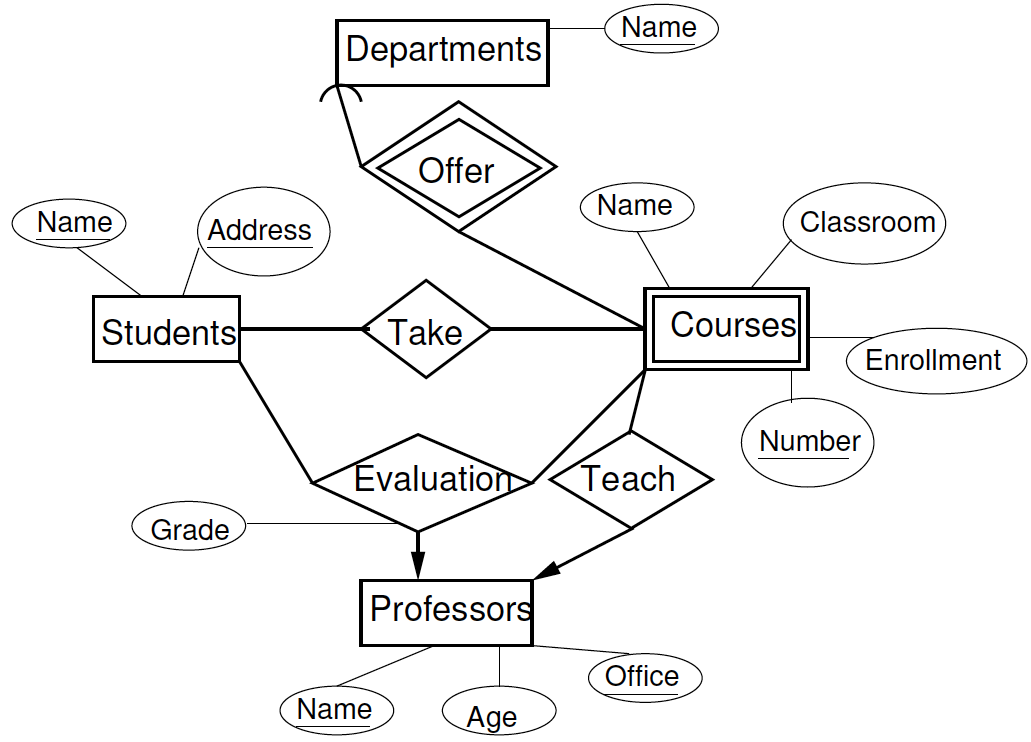 Departments
Name
Offer
Name
Address
Name
Classroom
Students
Take
Courses
Enrollment
Number
Evaluation
Teach
Grade
Professors
Name
Age
Office